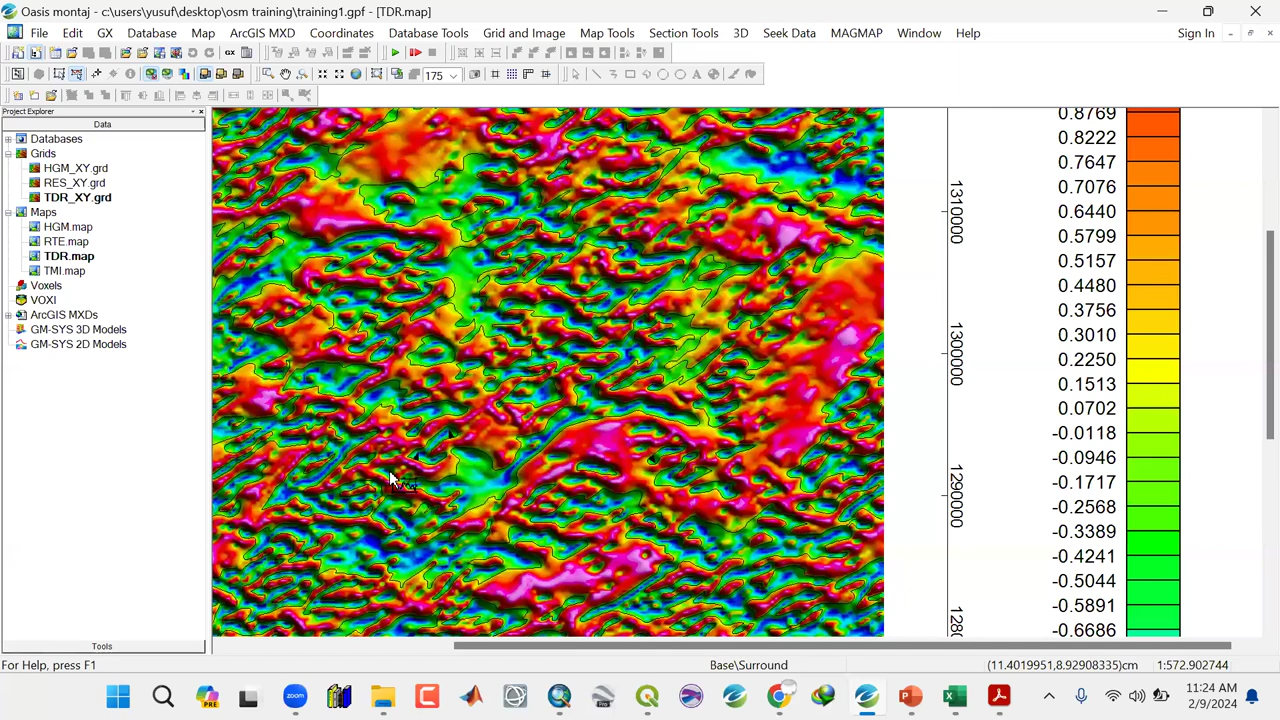 Oasis montaj - c:\users\yusuf\desktop\osm training\training1.gpf - [TDR.map]
File Edit GX Database Map ArcGIS MXD Coordinates Database Tools Grid and Image Map Tools Section Tools 3D Seek Data MAGMAP Window Help Sign In
GX
175
Project Explorer
Data
Databases
Grids
HGM_XY.grd
RES_XY.grd
TDR_XY.grd
Maps
HGM.map
RTE.map
TDR.map
TMI.map
Voxels
VOXI
ArcGIS MXDs
GM-SYS 3D Models
GM-SYS 2D Models
Tools
1310000
1300000
1290000
0.8769
0.8222
0.7647
0.7076
0.6440
0.5799
0.5157
0.4480
0.3756
0.3010
0.2250
0.1513
0.0702
-0.0118
-0.0946
-0.1717
-0.2568
-0.3389
-0.4241
-0.5044
-0.5891
-0.6686
For Help, press F1
Base\Surround
(11.4019951,8.92908335)cm
1:572.902744
PRE
zoom
Pro
11:24 AM
2/9/2024